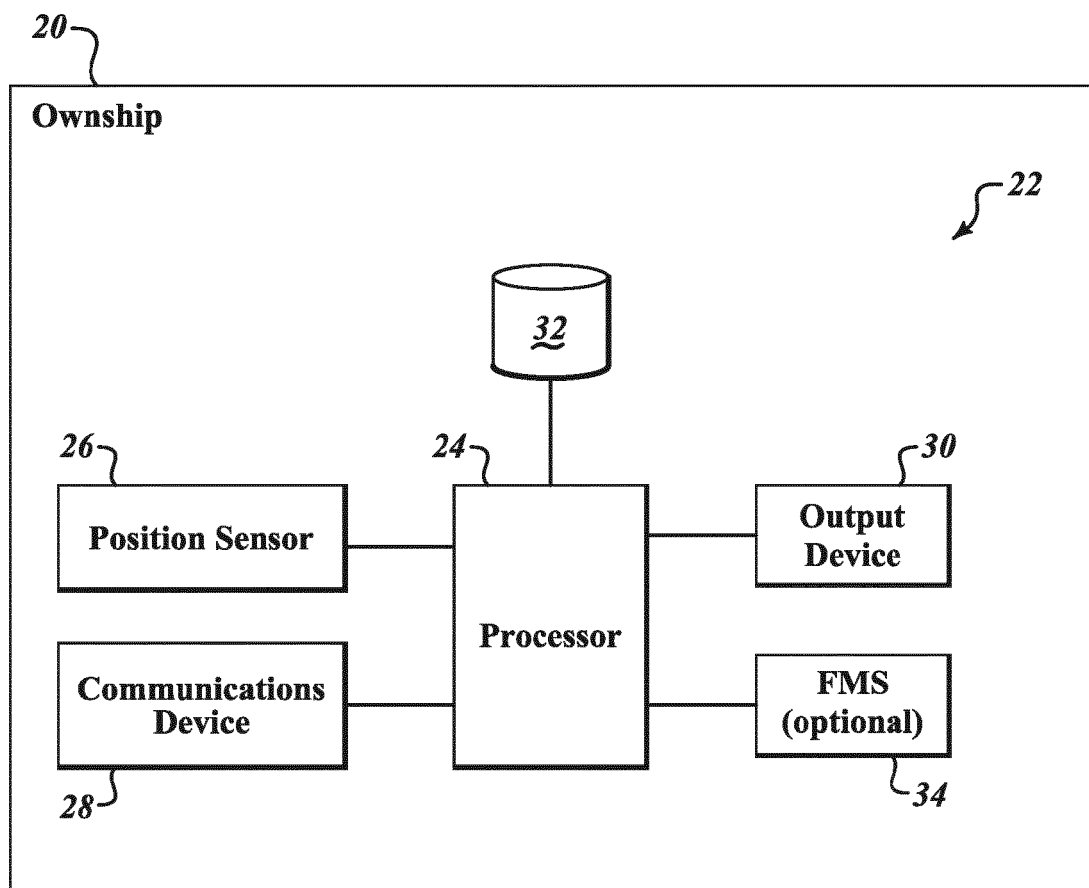 20
Ownship
22
32
26
24
30
Position Sensor
Output
Device
Processor
Communications
Device
FMS
(optional)
28
34